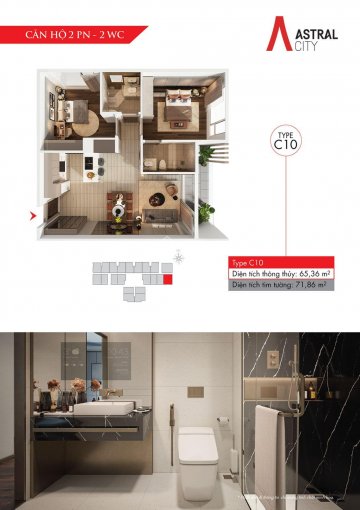 CĂN HỘ 2 PN - 2 WC
ASTRAL
CITY
TYPE
C10
Type C10
Diện tích thông thủy: 65,36 m²
Diện tích tim tường: 71,86 m²